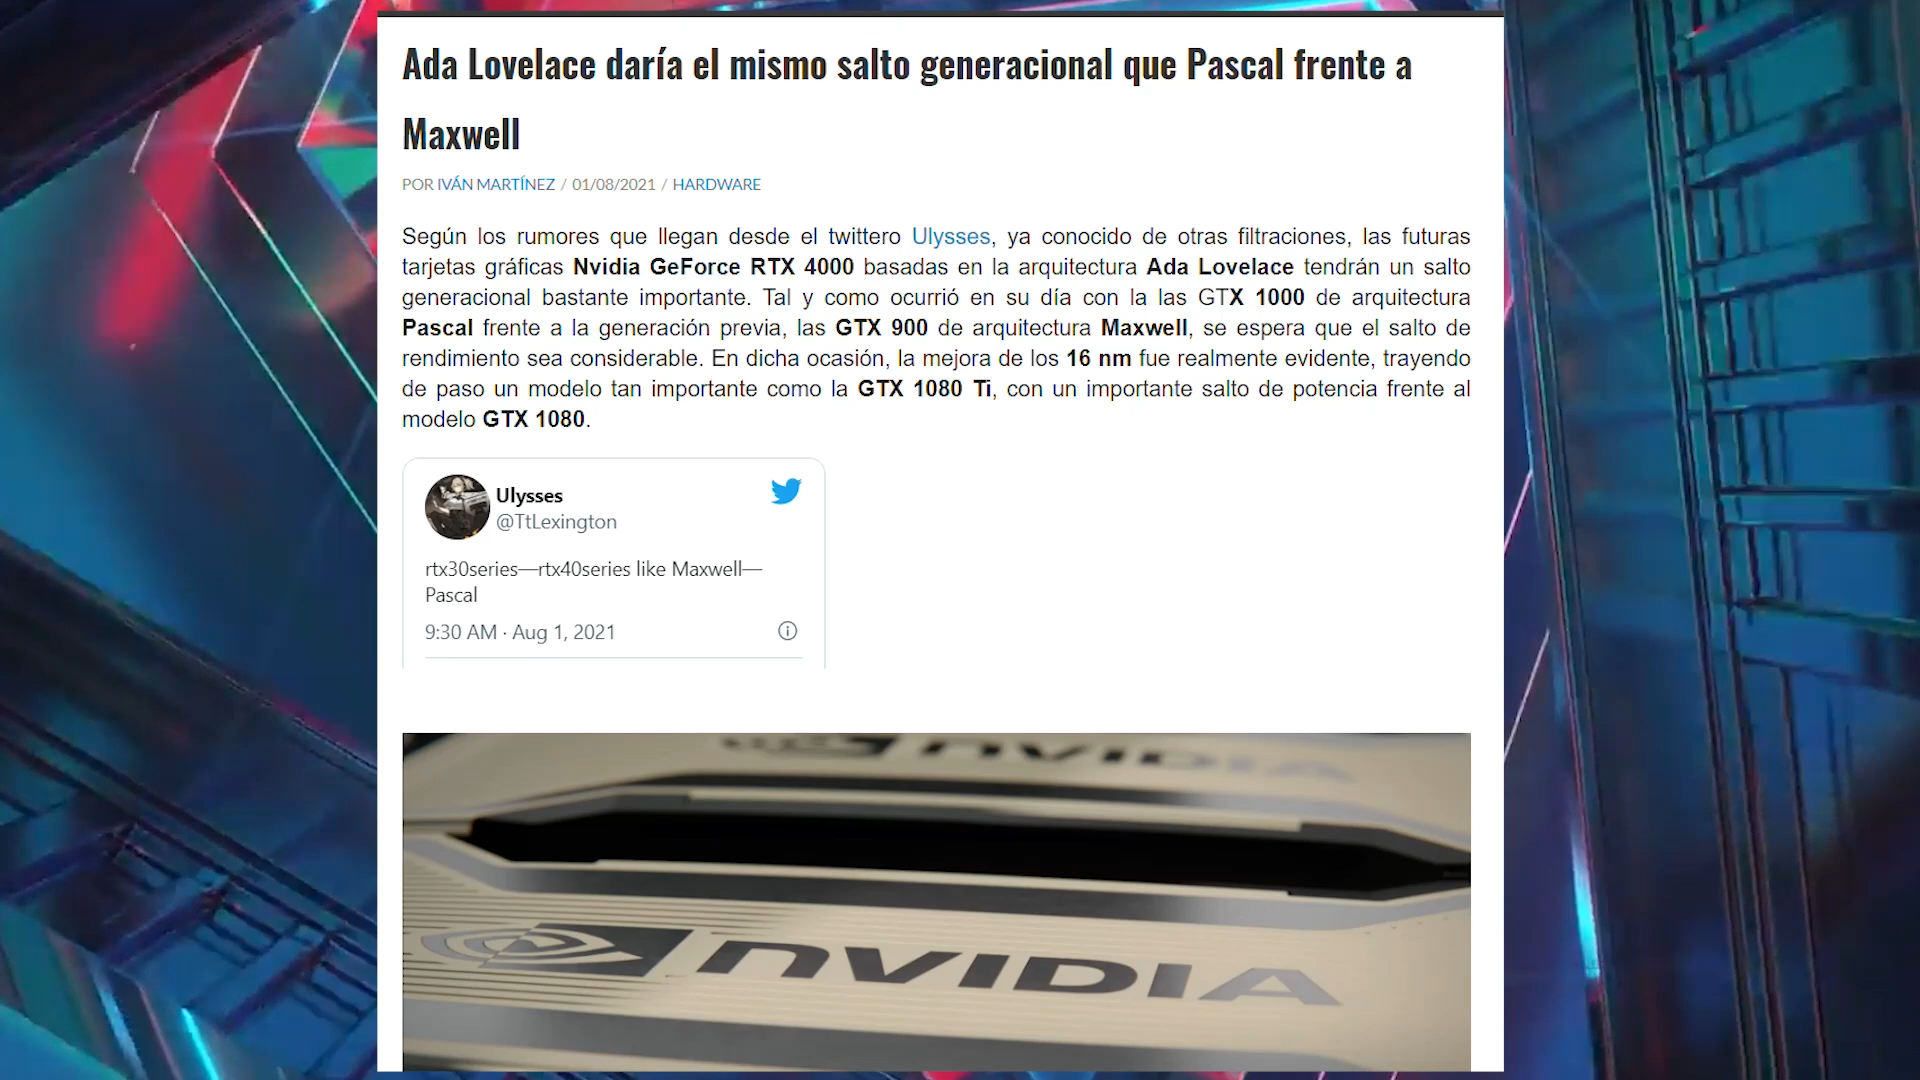 Ada Lovelace daría el mismo salto generacional que Pascal frente a
Maxwell
POR IVÁN MARTÍNEZ / 01/08/2021 / HARDWARE
Según los rumores que llegan desde el twittero Ulysses, ya conocido de otras filtraciones, las futuras
tarjetas gráficas Nvidia GeForce RTX 4000 basadas en la arquitectura Ada Lovelace tendrán un salto
generacional bastante importante. Tal y como ocurrió en su día con la las GTX 1000 de arquitectura
Pascal frente a la generación previa, las GTX 900 de arquitectura Maxwell, se espera que el salto de
rendimiento sea considerable. En dicha ocasión, la mejora de los 16 nm fue realmente evidente, trayendo
de paso un modelo tan importante como la GTX 1080 Ti, con un importante salto de potencia frente al
modelo GTX 1080.
Ulysses
@TtLexington
rtx30series—rtx40series like Maxwell—
Pascal
9:30 AM · Aug 1, 2021
NVIDIA
NVIDIA